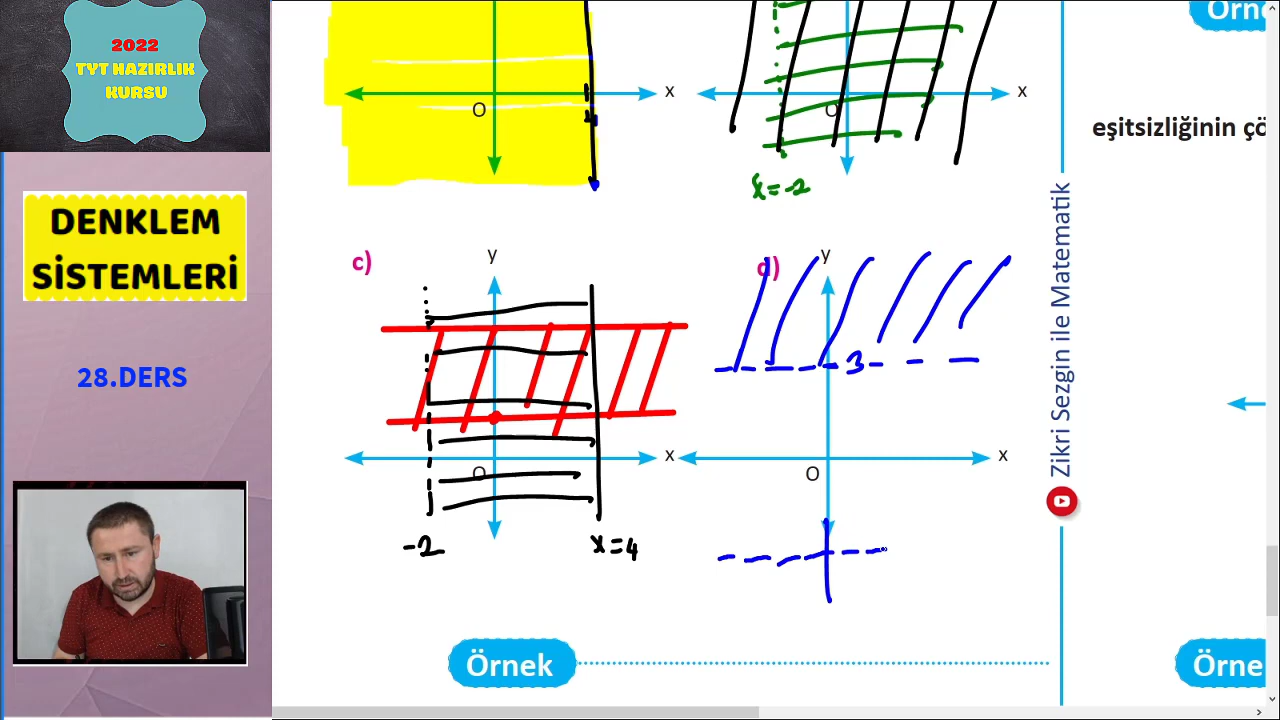 2022
TYT HAZIRLIK
KURSU
DENKLEM
SİSTEMLERİ
28.DERS
x
O
x
O
x=-2
c)
y
O
x
-2
x=4
d)
y
3
O
x
Örnek
Zikri Sezgin ile Matematik
Örne
eşitsizliğinin çö
Örne